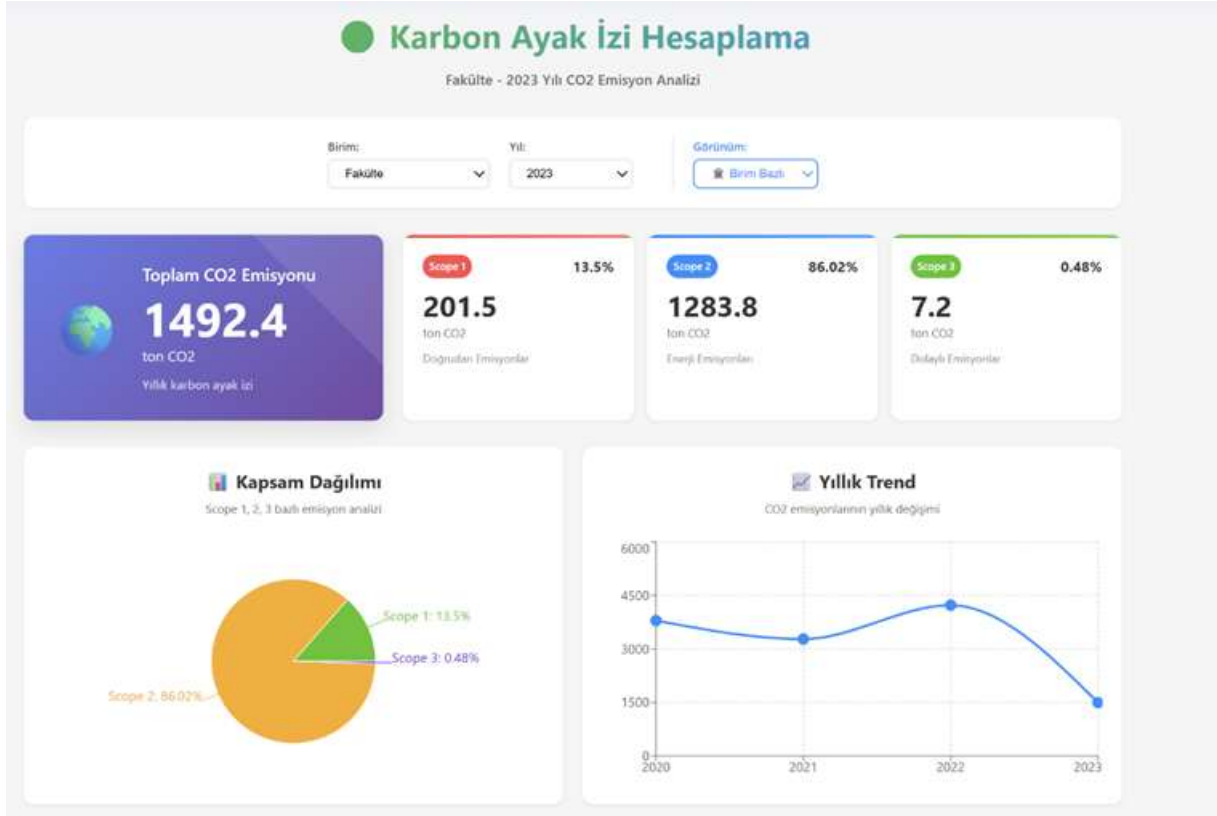 Karbon Ayak İzi Hesaplama
Fakülte - 2023 Yılı CO2 Emisyon Analizi
Birim:
Yıl:
Görünüm:
Fakülte
2023
Birim Bazlı
Toplam CO2 Emisyonu
1492.4
ton CO2
Yıllık karbon ayak izi
Scope 1
13.5%
201.5
ton CO2
Doğrudan Emisyonlar
Scope 2
86.02%
1283.8
ton CO2
Enerji Emisyonları
Scope 3
0.48%
7.2
ton CO2
Dolaylı Emisyonlar
Kapsam Dağılımı
Scope 1, 2, 3 bazlı emisyon analizi
Scope 1: 13.5%
Scope 3: 0.48%
Scope 2: 86.02%
Yıllık Trend
CO2 emisyonlarının yıllık değişimi
6000
4500
3000
1500
0
2020
2021
2022
2023